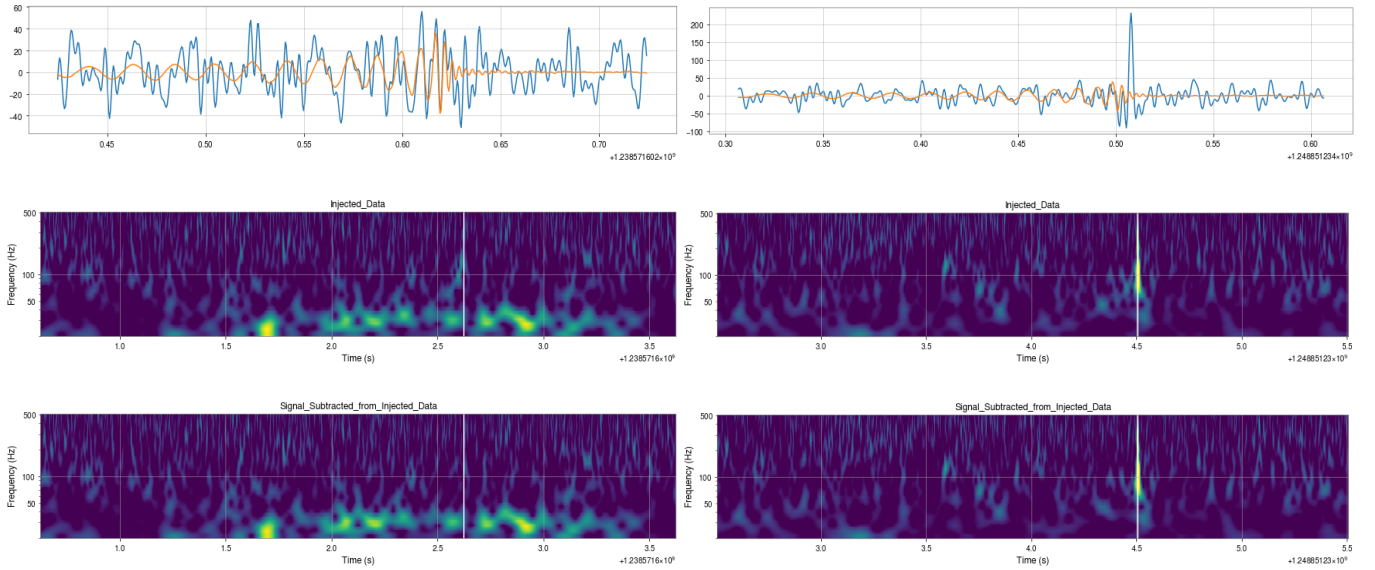 60
40
20
0
−20
−40
0.45 0.50 0.55 0.60 0.65 0.70
+1.238571602×10⁹
200
150
100
50
0
−50
−100
0.30 0.35 0.40 0.45 0.50 0.55 0.60
+1.248851234×10⁹
Injected_Data
Frequency (Hz)
500
100
50
1.0 1.5 2.0 2.5 3.0 3.5
Time (s)
+1.2385716×10⁹
Injected_Data
Frequency (Hz)
500
100
50
3.0 3.5 4.0 4.5 5.0 5.5
Time (s)
+1.24885123×10⁹
Signal_Subtracted_from_Injected_Data
Frequency (Hz)
500
100
50
1.0 1.5 2.0 2.5 3.0 3.5
Time (s)
+1.2385716×10⁹
Signal_Subtracted_from_Injected_Data
Frequency (Hz)
500
100
50
3.0 3.5 4.0 4.5 5.0 5.5
Time (s)
+1.24885123×10⁹